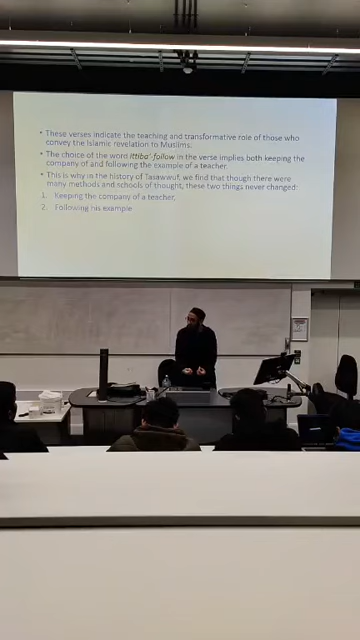 • These verses indicate the teaching and transformative role of those who
convey the Islamic revelation to Muslims.
• The choice of the word Ittiba'-follow in the verse implies both keeping the
company of and following the example of a teacher.
• This is why in the history of Tasawwuf, we find that though there were
many methods and schools of thought, these two things never changed:
1. Keeping the company of a teacher,
2. Following his example